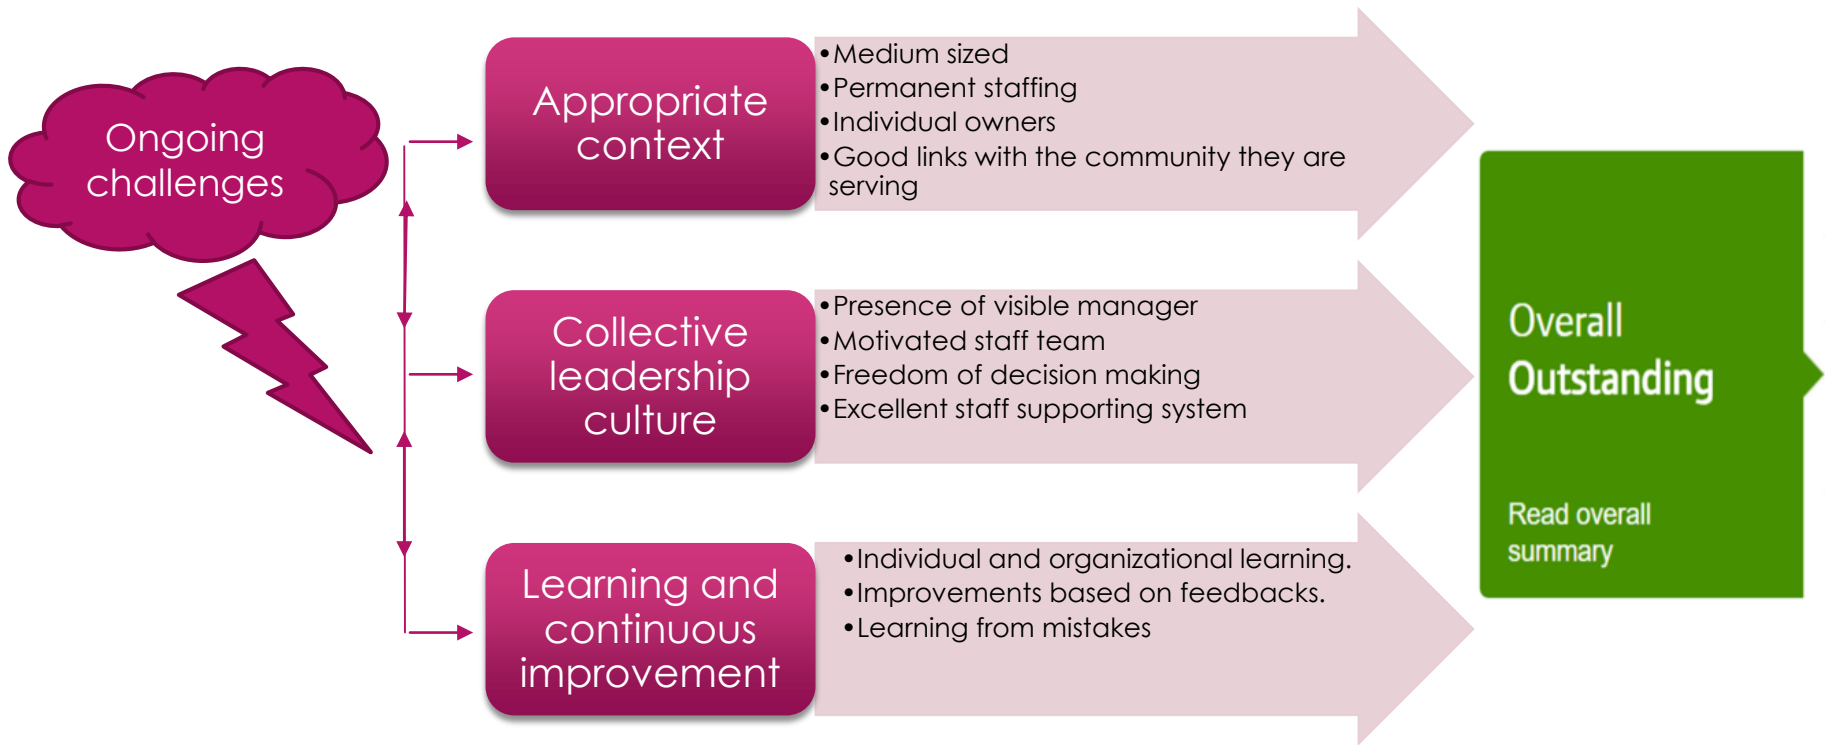 Ongoing
challenges
Appropriate
context
•Medium sized
•Permanent staffing
•Individual owners
•Good links with the community they are
serving
Collective
leadership
culture
•Presence of visible manager
•Motivated staff team
•Freedom of decision making
•Excellent staff supporting system
Learning and
continuous
improvement
•Individual and organizational learning.
•Improvements based on feedbacks.
•Learning from mistakes
Overall
Outstanding
Read overall
summary